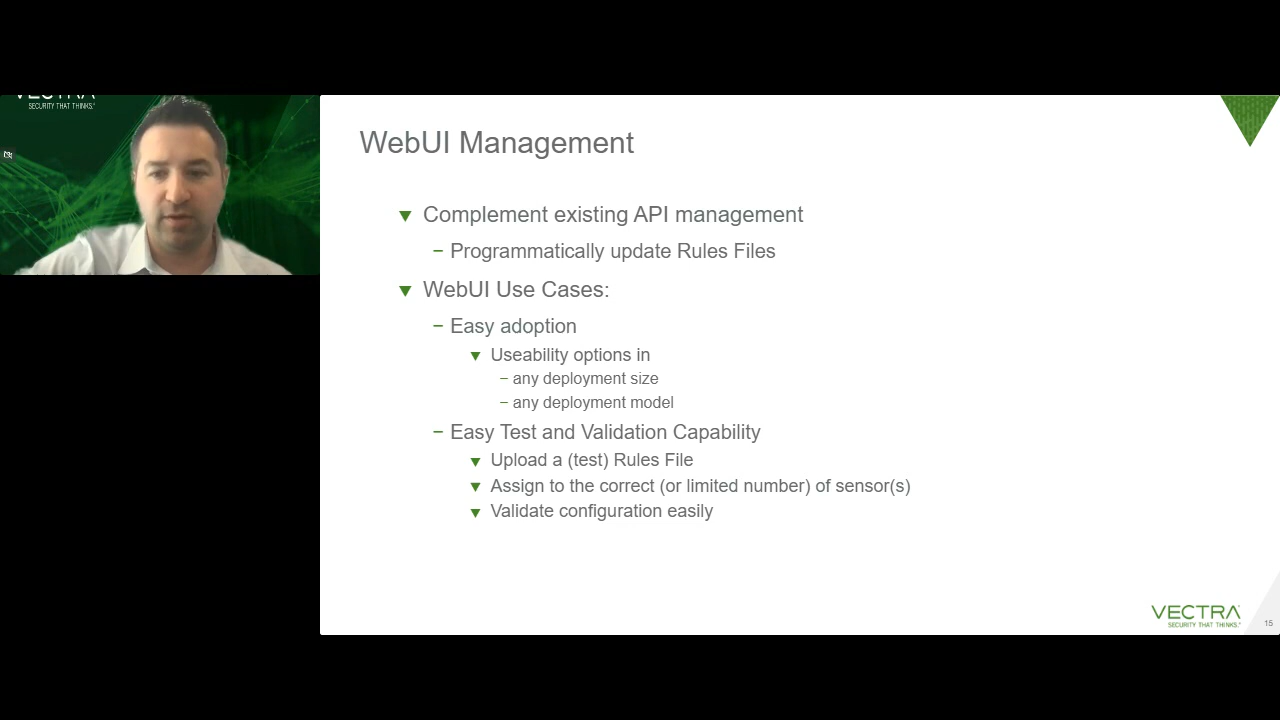 VECTRA
SECURITY THAT THINKS.®
WebUI Management
Complement existing API management
– Programmatically update Rules Files
WebUI Use Cases:
– Easy adoption
Useability options in
– any deployment size
– any deployment model
– Easy Test and Validation Capability
Upload a (test) Rules File
Assign to the correct (or limited number) of sensor(s)
Validate configuration easily
VECTRA
SECURITY THAT THINKS.®
15